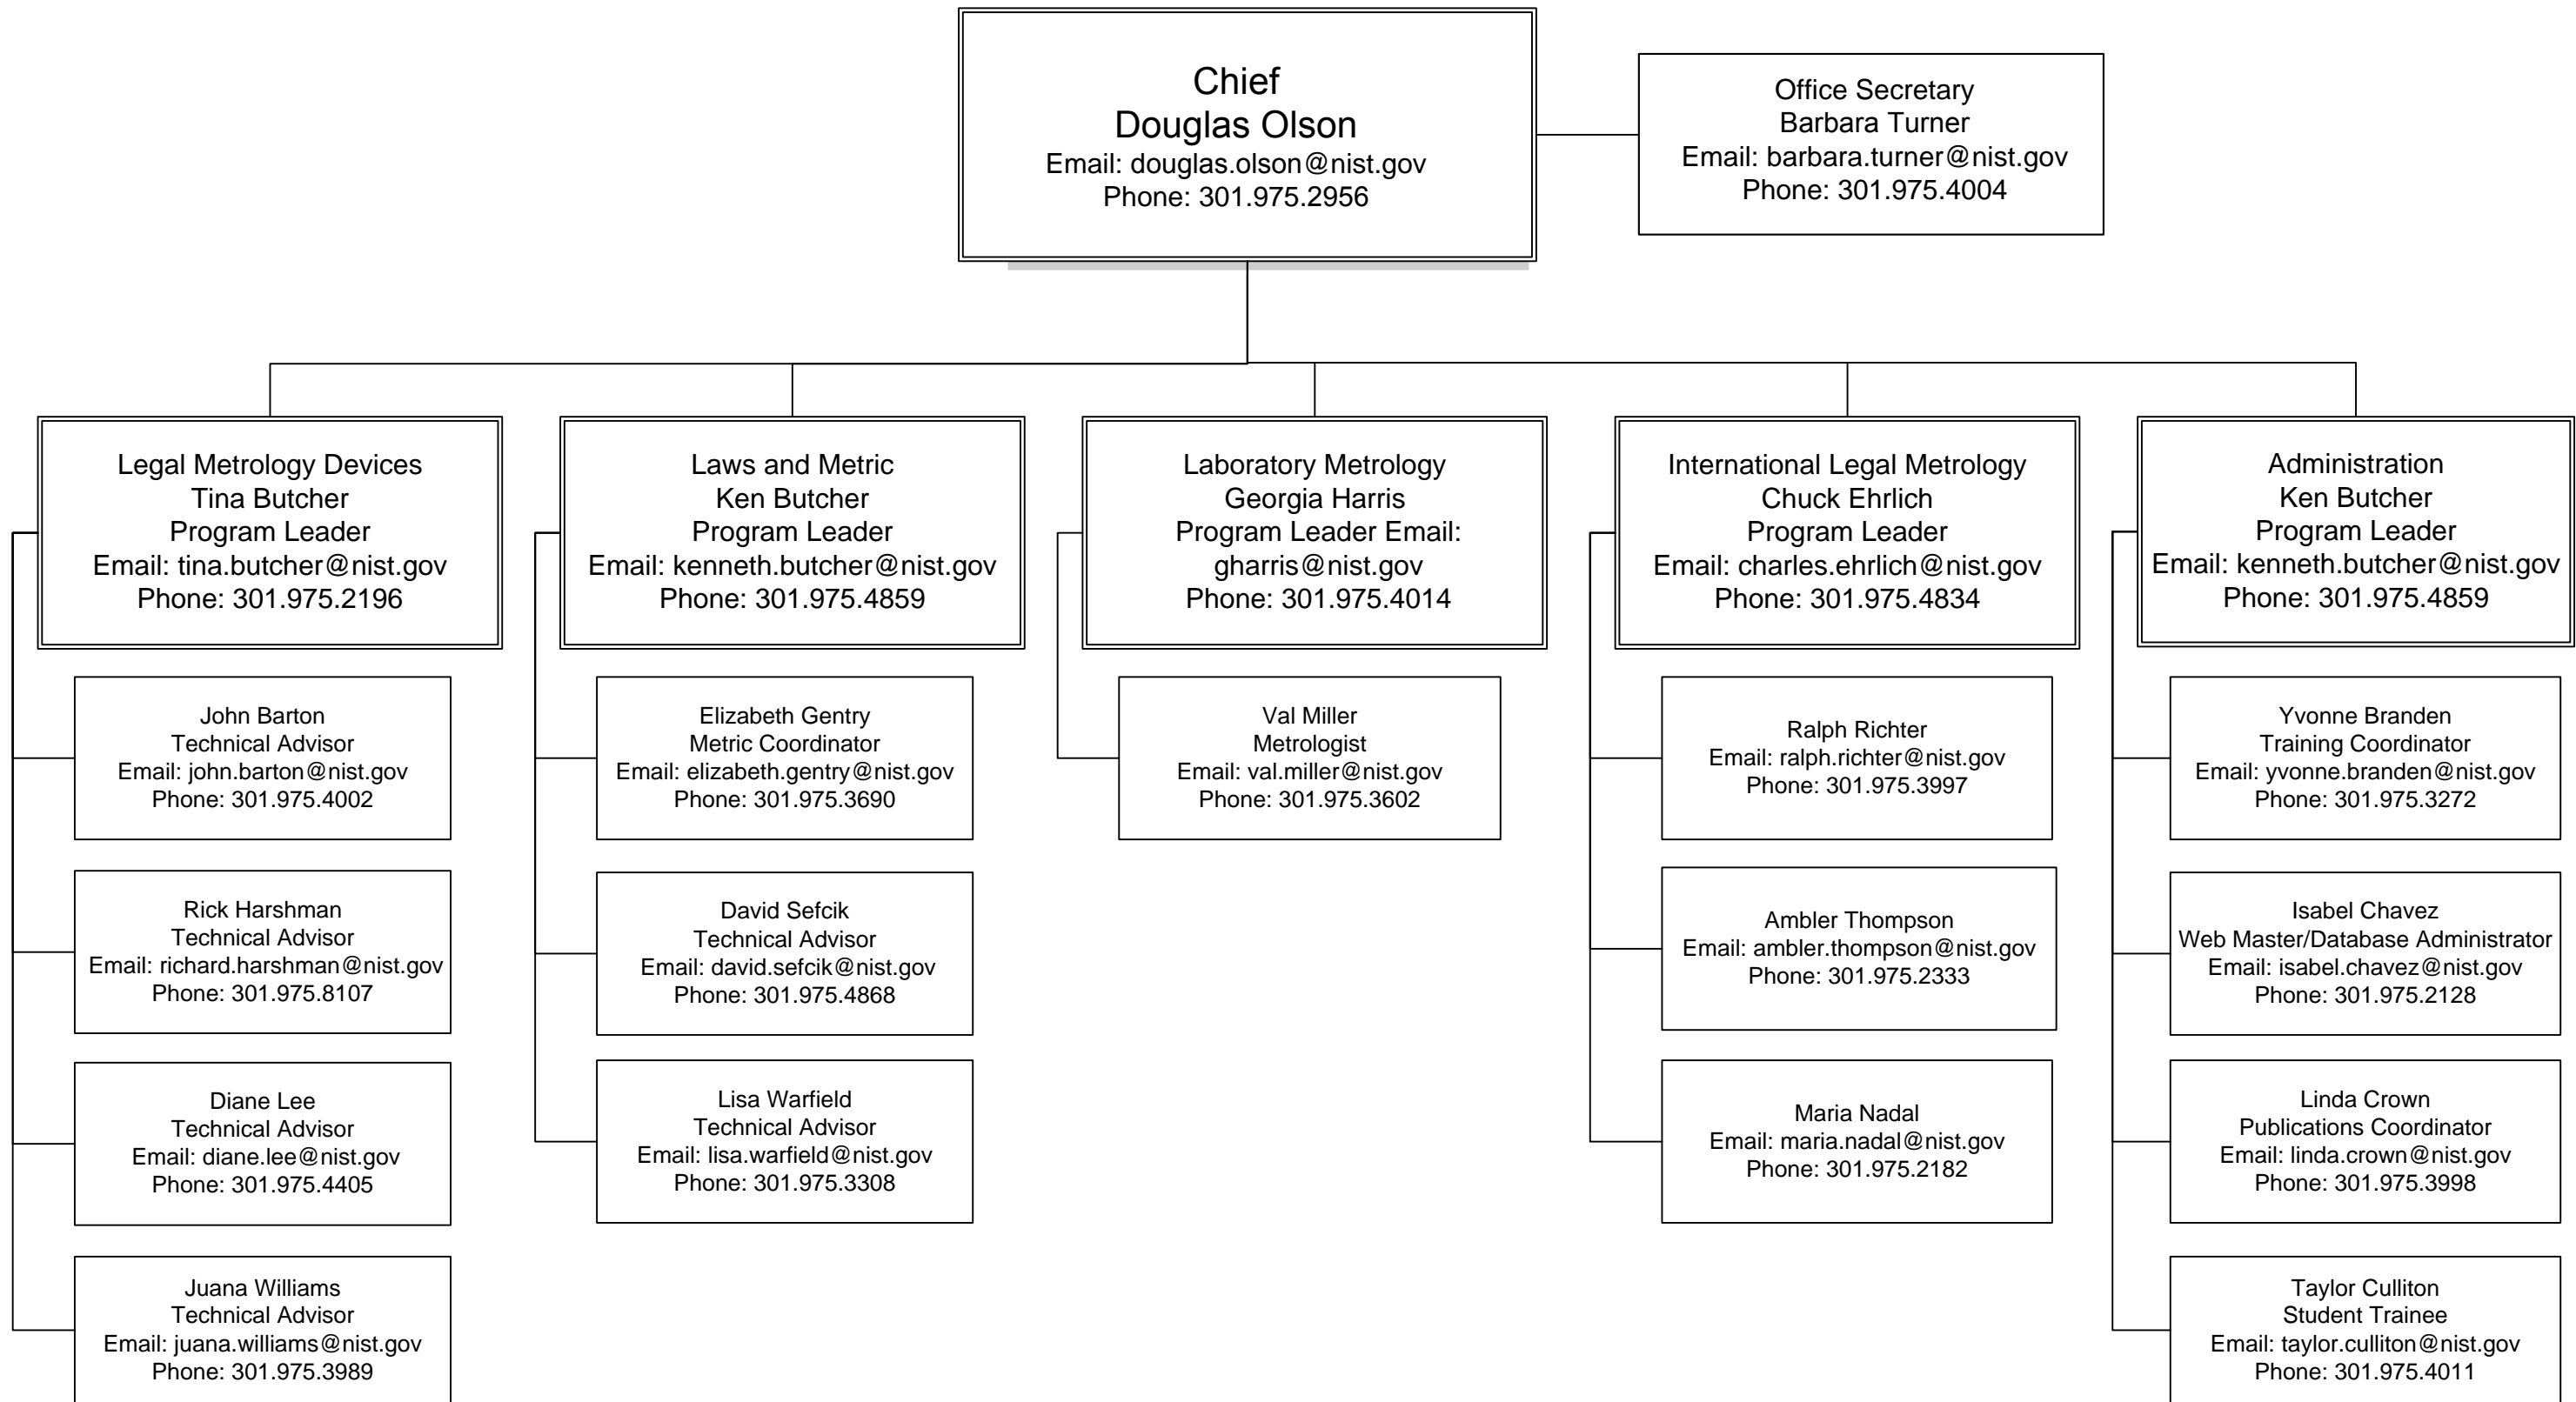 Chief
Douglas Olson
Email: douglas.olson@nist.gov
Phone: 301.975.2956
Office Secretary
Barbara Turner
Email: barbara.turner@nist.gov
Phone: 301.975.4004
Legal Metrology Devices
Tina Butcher
Program Leader
Email: tina.butcher@nist.gov
Phone: 301.975.2196
John Barton
Technical Advisor
Email: john.barton@nist.gov
Phone: 301.975.4002
Rick Harshman
Technical Advisor
Email: richard.harshman@nist.gov
Phone: 301.975.8107
Diane Lee
Technical Advisor
Email: diane.lee@nist.gov
Phone: 301.975.4405
Juana Williams
Technical Advisor
Email: juana.williams@nist.gov
Phone: 301.975.3989
Laws and Metric
Ken Butcher
Program Leader
Email: kenneth.butcher@nist.gov
Phone: 301.975.4859
Elizabeth Gentry
Metric Coordinator
Email: elizabeth.gentry@nist.gov
Phone: 301.975.3690
David Sefcik
Technical Advisor
Email: david.sefcik@nist.gov
Phone: 301.975.4868
Lisa Warfield
Technical Advisor
Email: lisa.warfield@nist.gov
Phone: 301.975.3308
Laboratory Metrology
Georgia Harris
Program Leader Email:
gharris@nist.gov
Phone: 301.975.4014
Val Miller
Metrologist
Email: val.miller@nist.gov
Phone: 301.975.3602
International Legal Metrology
Chuck Ehrlich
Program Leader
Email: charles.ehrlich@nist.gov
Phone: 301.975.4834
Ralph Richter
Email: ralph.richter@nist.gov
Phone: 301.975.3997
Ambler Thompson
Email: ambler.thompson@nist.gov
Phone: 301.975.2333
Maria Nadal
Email: maria.nadal@nist.gov
Phone: 301.975.2182
Administration
Ken Butcher
Program Leader
Email: kenneth.butcher@nist.gov
Phone: 301.975.4859
Yvonne Branden
Training Coordinator
Email: yvonne.branden@nist.gov
Phone: 301.975.3272
Isabel Chavez
Web Master/Database Administrator
Email: isabel.chavez@nist.gov
Phone: 301.975.2128
Linda Crown
Publications Coordinator
Email: linda.crown@nist.gov
Phone: 301.975.3998
Taylor Culliton
Student Trainee
Email: taylor.culliton@nist.gov
Phone: 301.975.4011